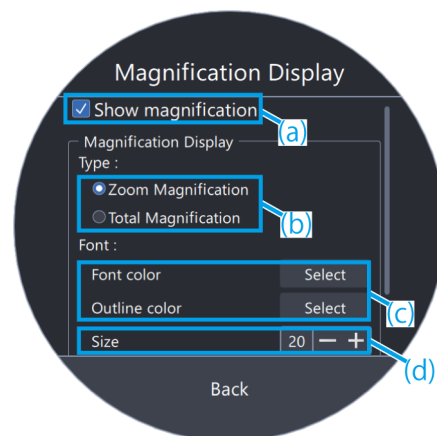 Magnification Display
Show magnification
(a)
Magnification Display
Type :
Zoom Magnification
Total Magnification
(b)
Font :
Font color Select
Outline color Select
(c)
Size 20 − +
(d)
Back